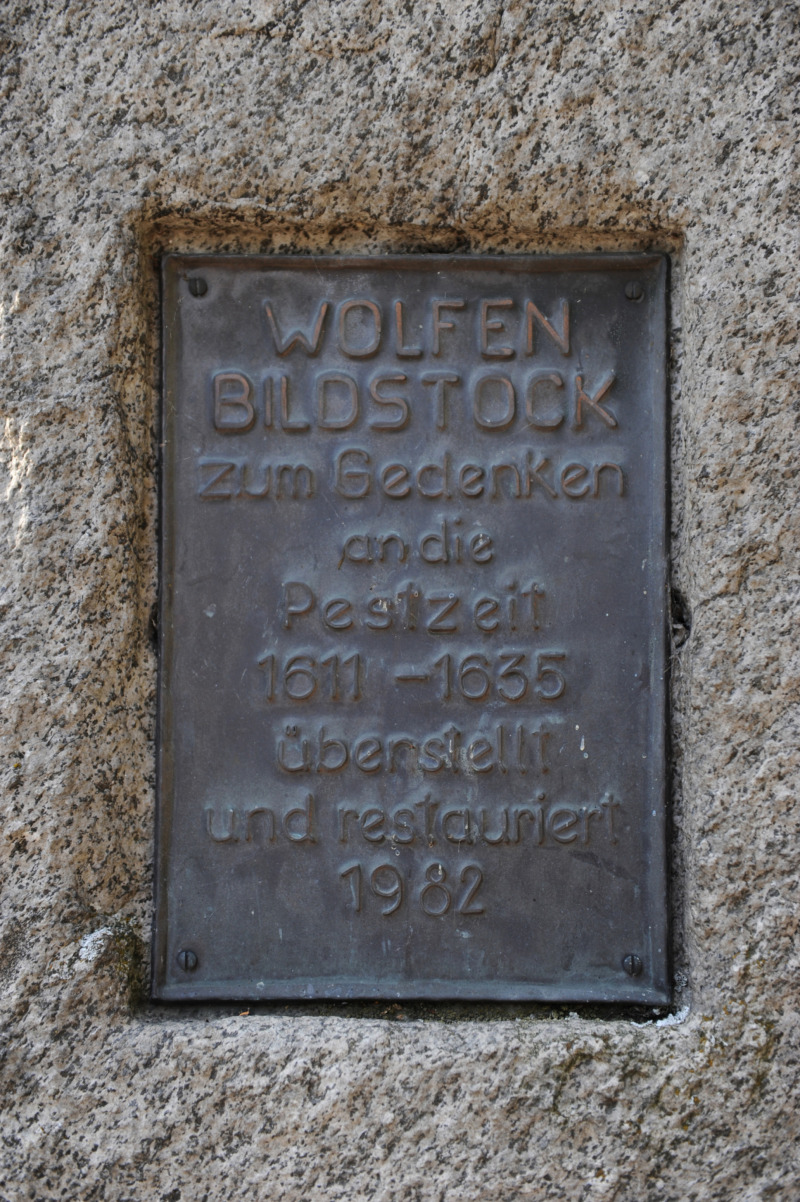 WOLFEN
BILDSTOCK
zum Gedenken
an die
Pestzeit
1611 - 1635
überstellt
und restauriert
1982